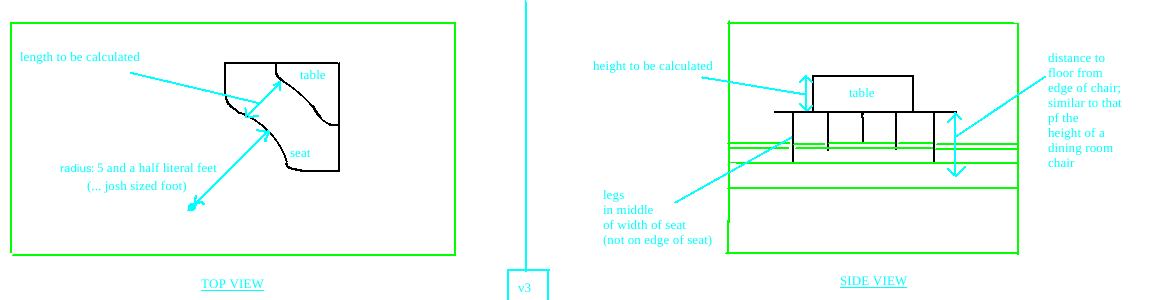 length to be calculated
table
seat
radius: 5 and a half literal feet
(... josh sized foot)
TOP VIEW
v3
height to be calculated
table
distance to
floor from
edge of chair;
similar to that
pf the
height of a
dining room
chair
legs
in middle
of width of seat
(not on edge of seat)
SIDE VIEW